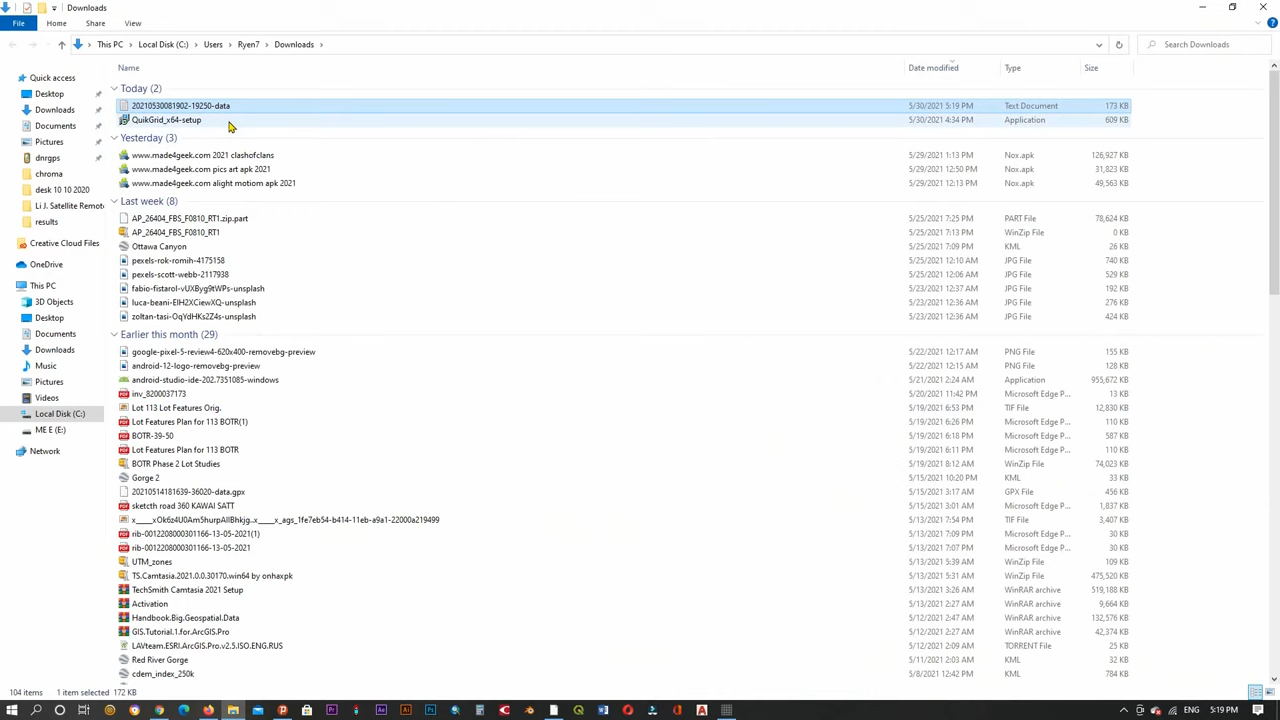 Downloads
File Home Share View
This PC Local Disk (C:) Users Ryen7 Downloads Search Downloads
Name Date modified Type Size
Quick access
Desktop
Downloads
Documents
Pictures
dnrgps
chroma
desk 10 10 2020
Li J. Satellite Remot
results
Creative Cloud Files
OneDrive
This PC
3D Objects
Desktop
Documents
Downloads
Music
Pictures
Videos
Local Disk (C:)
ME E (E:)
Network
Today (2)
20210530081902-19250-data 5/30/2021 5:19 PM Text Document 173 KB
QuikGrid_x64-setup 5/30/2021 4:34 PM Application 609 KB
Yesterday (3)
www.made4geek.com 2021 clashofclans 5/29/2021 1:13 PM Nox.apk 126,927 KB
www.made4geek.com pics art apk 2021 5/29/2021 12:50 PM Nox.apk 31,823 KB
www.made4geek.com alight motiom apk 2021 5/29/2021 12:13 PM Nox.apk 49,563 KB
Last week (8)
AP_26404_FBS_F0810_RT1.zip.part 5/25/2021 7:25 PM PART File 78,624 KB
AP_26404_FBS_F0810_RT1 5/25/2021 7:13 PM WinZip File 0 KB
Ottawa Canyon 5/25/2021 7:09 PM KML 26 KB
pexels-rok-romih-4175158 5/25/2021 12:10 AM JPG File 740 KB
pexels-scott-webb-2117938 5/25/2021 12:06 AM JPG File 529 KB
fabio-fistarol-vUXByg9tWPs-unsplash 5/23/2021 12:37 AM JPG File 192 KB
luca-beani-ElH2XCiewXQ-unsplash 5/23/2021 12:36 AM JPG File 276 KB
zoltan-tasi-OqYdHKs2Z4s-unsplash 5/23/2021 12:36 AM JPG File 424 KB
Earlier this month (29)
google-pixel-5-review4-620x400-removebg-preview 5/22/2021 12:17 AM PNG File 155 KB
android-12-logo-removebg-preview 5/22/2021 12:15 AM PNG File 128 KB
android-studio-ide-202.7351085-windows 5/21/2021 2:24 AM Application 955,672 KB
inv_8200037173 5/20/2021 11:42 PM Microsoft Edge P... 13 KB
Lot 113 Lot Features Orig. 5/19/2021 6:53 PM TIF File 12,830 KB
Lot Features Plan for 113 BOTR(1) 5/19/2021 6:26 PM Microsoft Edge P... 110 KB
BOTR-39-50 5/19/2021 6:18 PM Microsoft Edge P... 587 KB
Lot Features Plan for 113 BOTR 5/19/2021 6:11 PM Microsoft Edge P... 110 KB
BOTR Phase 2 Lot Studies 5/19/2021 8:12 AM WinZip File 74,023 KB
Gorge 2 5/15/2021 10:20 PM KML 33 KB
20210514181639-36020-data.gpx 5/15/2021 3:17 AM GPX File 456 KB
sketcth road 360 KAWAI SATT 5/15/2021 3:01 AM Microsoft Edge P... 1,837 KB
5/13/2021 7:54 PM TIF File 3,407 KB
rib-0012208000301166-13-05-2021(1) 5/13/2021 7:09 PM Microsoft Edge P... 30 KB
rib-0012208000301166-13-05-2021 5/13/2021 7:07 PM Microsoft Edge P... 30 KB
UTM_zones 5/13/2021 5:39 AM WinZip File 109 KB
TS.Camtasia.2021.0.0.30170.win64 by onhaxpk 5/13/2021 5:34 AM WinZip File 475,520 KB
TechSmith Camtasia 2021 Setup 5/13/2021 3:26 AM WinRAR archive 519,188 KB
Activation 5/13/2021 2:27 AM WinRAR archive 9,664 KB
Handbook.Big.Geospatial.Data 5/12/2021 2:47 AM WinRAR archive 132,576 KB
GIS.Tutorial.1.for.ArcGIS.Pro 5/12/2021 2:27 AM WinRAR archive 42,374 KB
LAVteam.ESRI.ArcGIS.Pro.v2.5.ISO.ENG.RUS 5/12/2021 2:09 AM TORRENT File 25 KB
Red River Gorge 5/11/2021 2:09 AM KML 32 KB
cdem_index_250k 5/8/2021 12:42 PM KML 784 KB
104 items 1 item selected 172 KB
ENG 5:19 PM